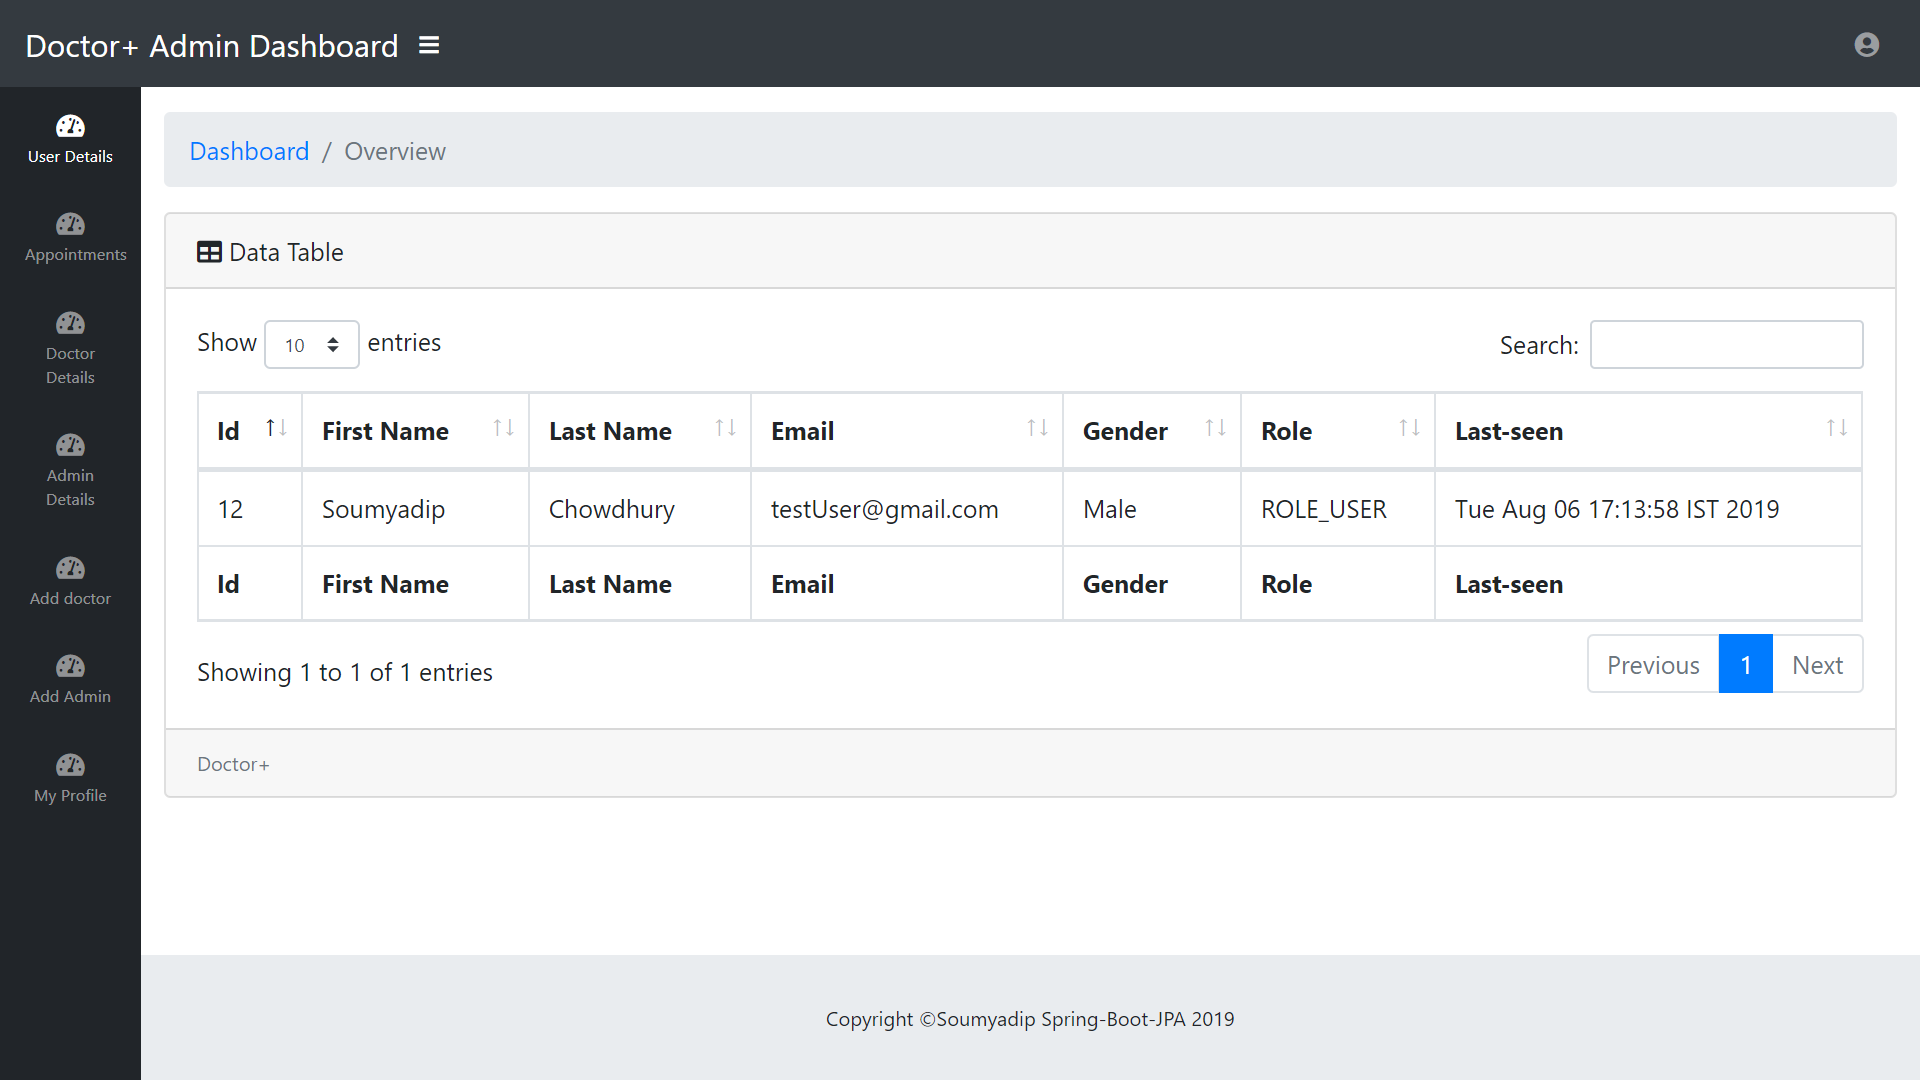 Doctor+ Admin Dashboard
User Details
Appointments
Doctor
Details
Admin
Details
Add doctor
Add Admin
My Profile
Dashboard / Overview
Data Table
Show 10 entries
Search:
Id First Name Last Name Email Gender Role Last-seen
12 Soumyadip Chowdhury testUser@gmail.com Male ROLE_USER Tue Aug 06 17:13:58 IST 2019
Id First Name Last Name Email Gender Role Last-seen
Showing 1 to 1 of 1 entries
Previous 1 Next
Doctor+
Copyright ©Soumyadip Spring-Boot-JPA 2019